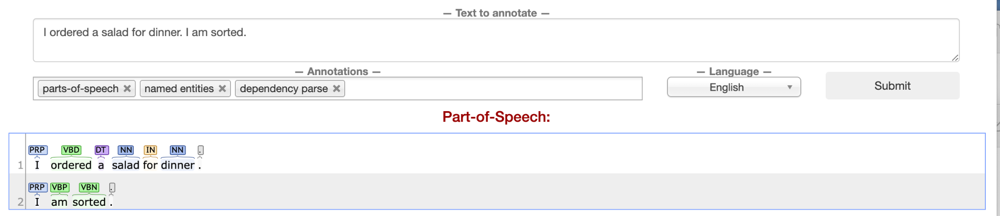 — Text to annotate —
I ordered a salad for dinner. I am sorted.
— Annotations — — Language —
parts-of-speech × named entities × dependency parse × English ▼ Submit
Part-of-Speech:
PRP VBD DT NN IN NN .
1 I ordered a salad for dinner .
PRP VBP VBN .
2 I am sorted .